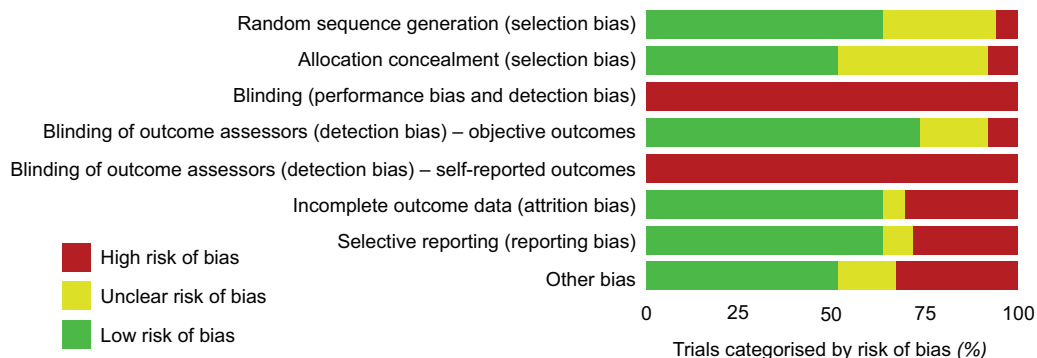 Random sequence generation (selection bias)
Allocation concealment (selection bias)
Blinding (performance bias and detection bias)
Blinding of outcome assessors (detection bias) – objective outcomes
Blinding of outcome assessors (detection bias) – self-reported outcomes
Incomplete outcome data (attrition bias)
Selective reporting (reporting bias)
Other bias
High risk of bias
Unclear risk of bias
Low risk of bias
0 25 50 75 100
Trials categorised by risk of bias (%)